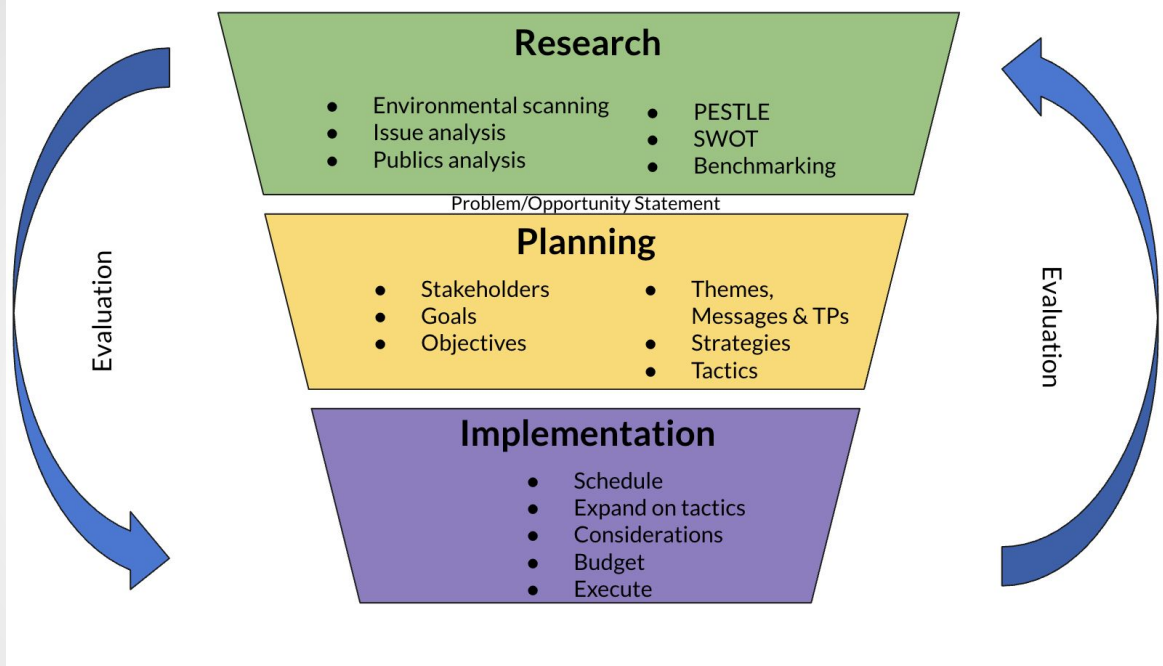 Research
● Environmental scanning
● Issue analysis
● Publics analysis
● PESTLE
● SWOT
● Benchmarking
Problem/Opportunity Statement
Planning
● Stakeholders
● Goals
● Objectives
● Themes,
Messages & TPs
● Strategies
● Tactics
Implementation
● Schedule
● Expand on tactics
● Considerations
● Budget
● Execute
Evaluation
Evaluation